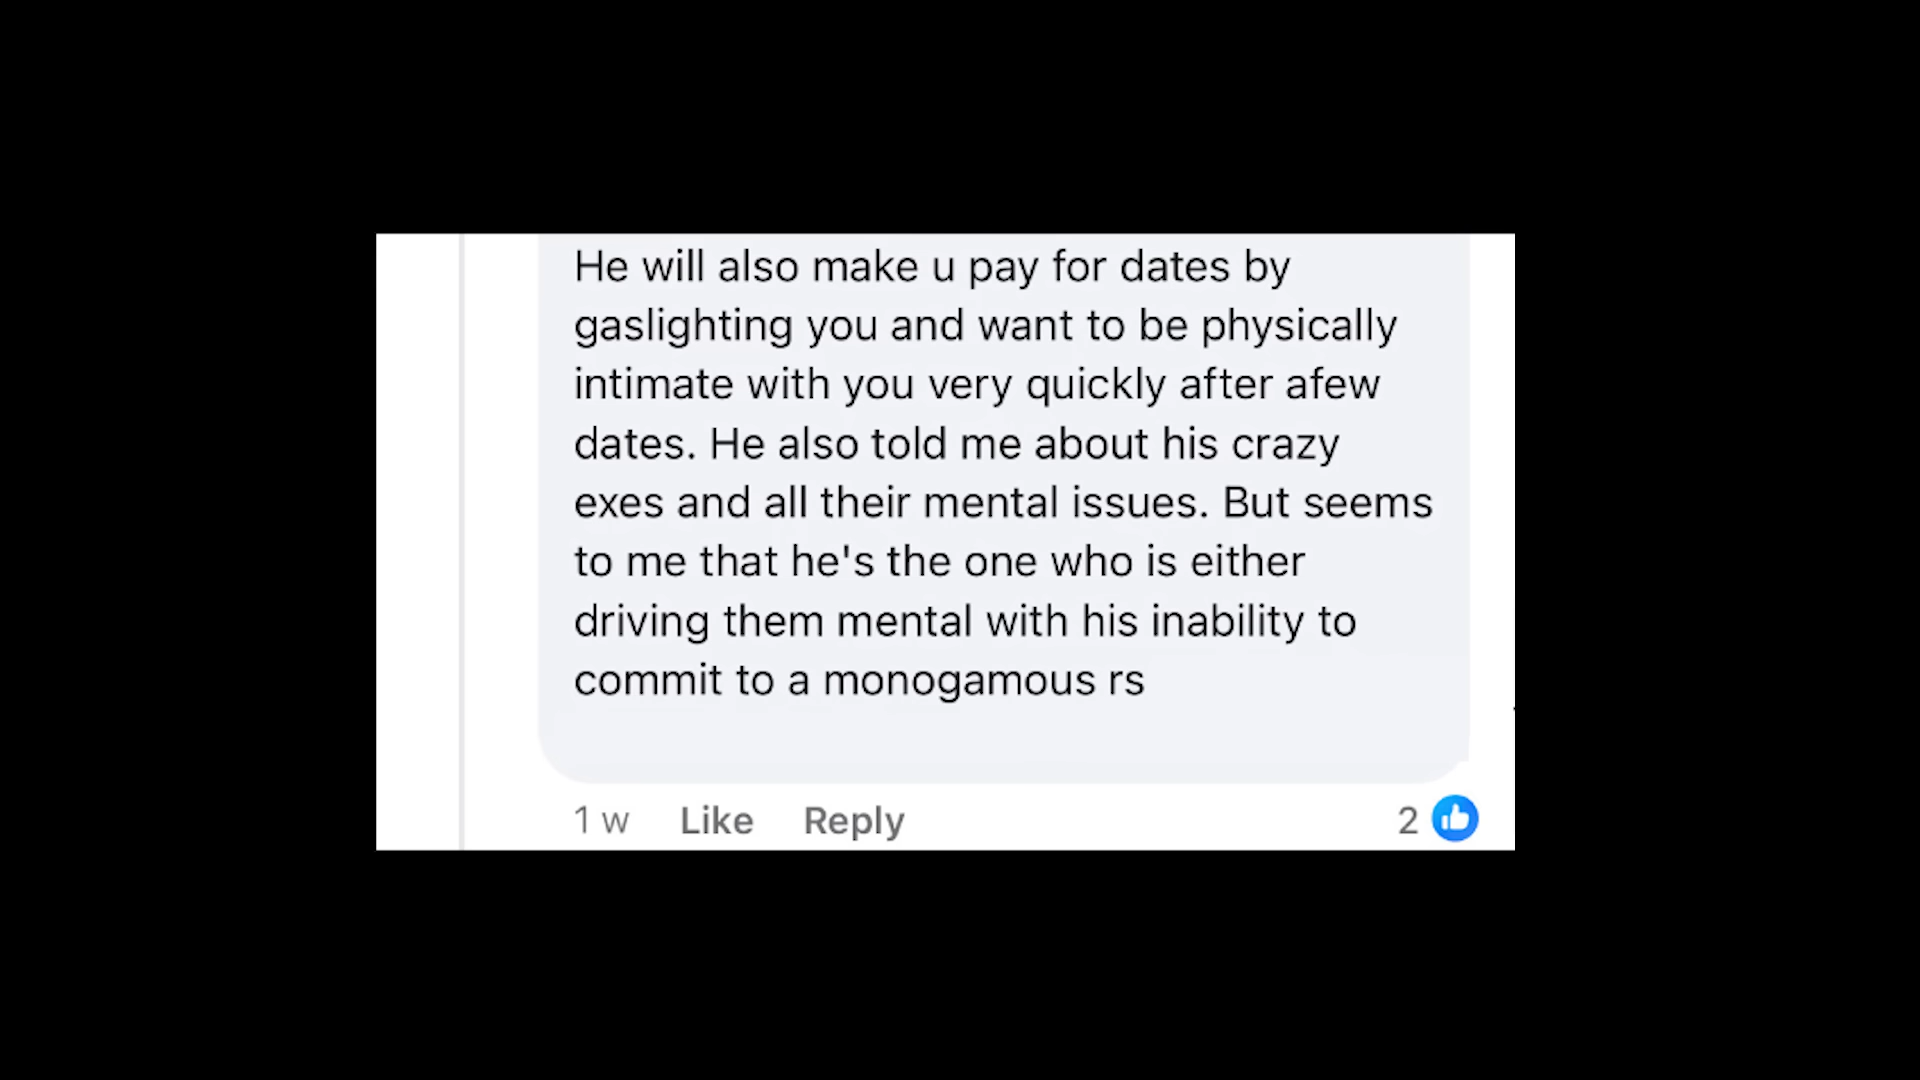 He will also make u pay for dates by
gaslighting you and want to be physically
intimate with you very quickly after afew
dates. He also told me about his crazy
exes and all their mental issues. But seems
to me that he's the one who is either
driving them mental with his inability to
commit to a monogamous rs
1 w Like Reply 2